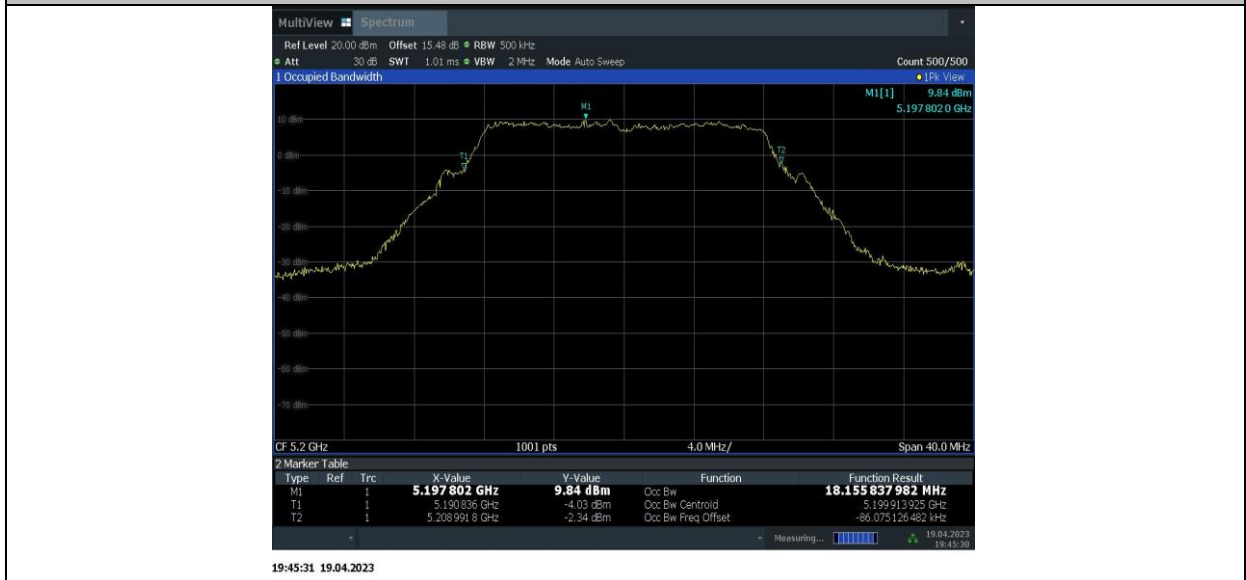 MultiView Spectrum
Ref Level 20.00 dBm Offset 15.48 dB RBW 500 kHz
Att 30 dB SWT 1.01 ms VBW 2 MHz Mode Auto Sweep Count 500/500
1 Occupied Bandwidth 1Pk View
M1[1] 9.84 dBm
5.197 802 0 GHz
M1
10 dBm
0 dBm
T1
T2
-10 dBm
-20 dBm
-30 dBm
-40 dBm
-50 dBm
-60 dBm
-70 dBm
CF 5.2 GHz 1001 pts 4.0 MHz/ Span 40.0 MHz
2 Marker Table
Type Ref Trc X-Value Y-Value Function Function Result
M1 1 5.197 802 GHz 9.84 dBm Occ Bw 18.155 837 982 MHz
T1 1 5.190 836 GHz -4.03 dBm Occ Bw Centroid 5.199 913 925 GHz
T2 1 5.208 991 8 GHz -2.34 dBm Occ Bw Freq Offset -86.075 126 482 kHz
Measuring... 19.04.2023
19:45:30
19:45:31 19.04.2023